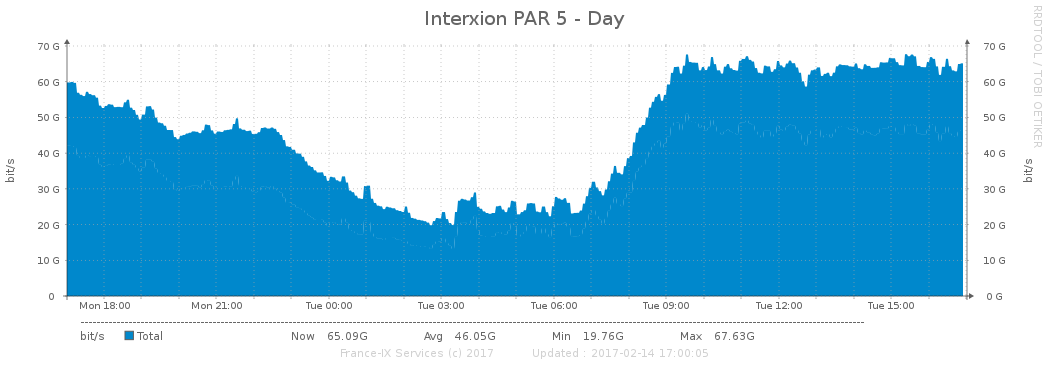 Interxion PAR 5 - Day
RRDTOOL / TOBI OETIKER
bit/s
70 G
60 G
50 G
40 G
30 G
20 G
10 G
0
70 G
60 G
50 G
40 G
30 G
20 G
10 G
0 G
bit/s
Mon 18:00 Mon 21:00 Tue 00:00 Tue 03:00 Tue 06:00 Tue 09:00 Tue 12:00 Tue 15:00
bit/s Total Now 65.09G Avg 46.05G Min 19.76G Max 67.63G
France-IX Services (c) 2017 Updated : 2017-02-14 17:00:05